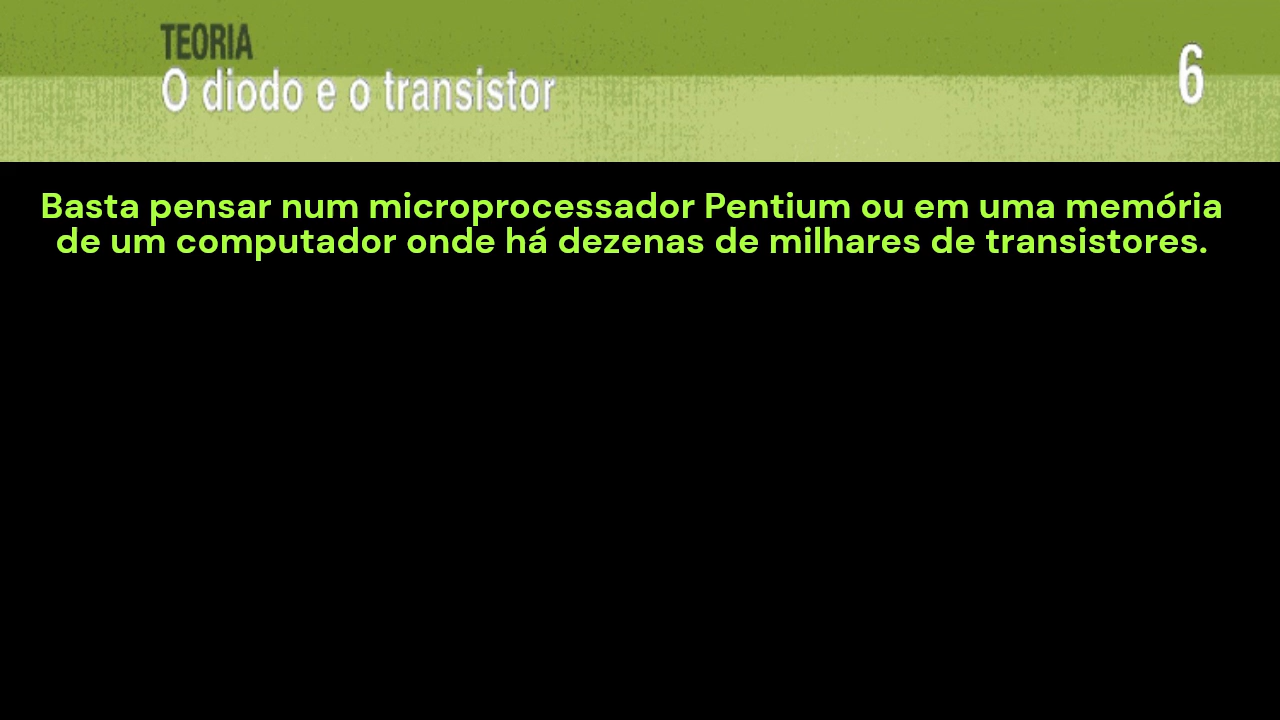 TEORIA
O diodo e o transistor
6
Basta pensar num microprocessador Pentium ou em uma memória
de um computador onde há dezenas de milhares de transistores.